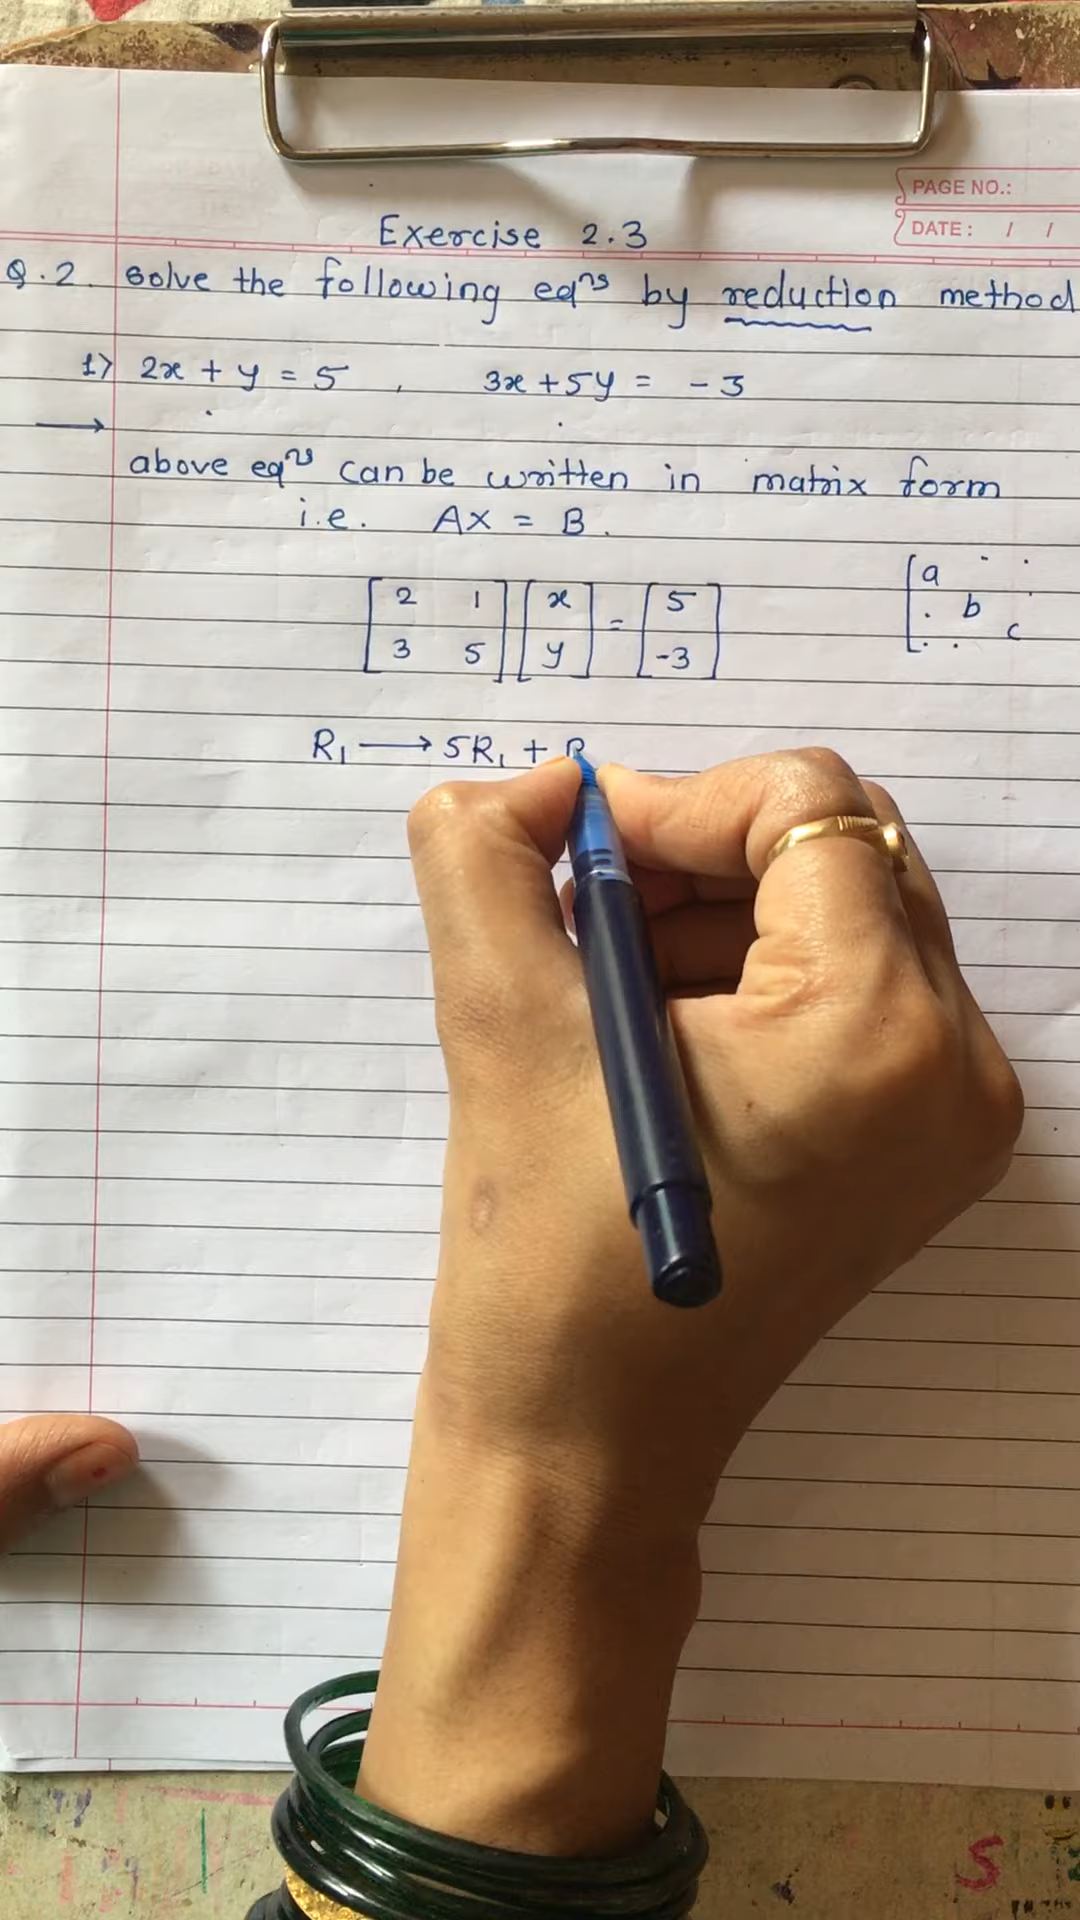 PAGE NO.:
DATE: / /
Exercise 2.3
Q.2. Solve the following eqⁿˢ by reduction method
1) 2x + y = 5 , 3x + 5y = -3
→
above eqⁿˢ can be written in matrix form
i.e. AX = B.
[2 1] [x] = [5]
[3 5] [y] [-3]
[a . .
. b .
. . c
R₁ → 5R₁ + R
S